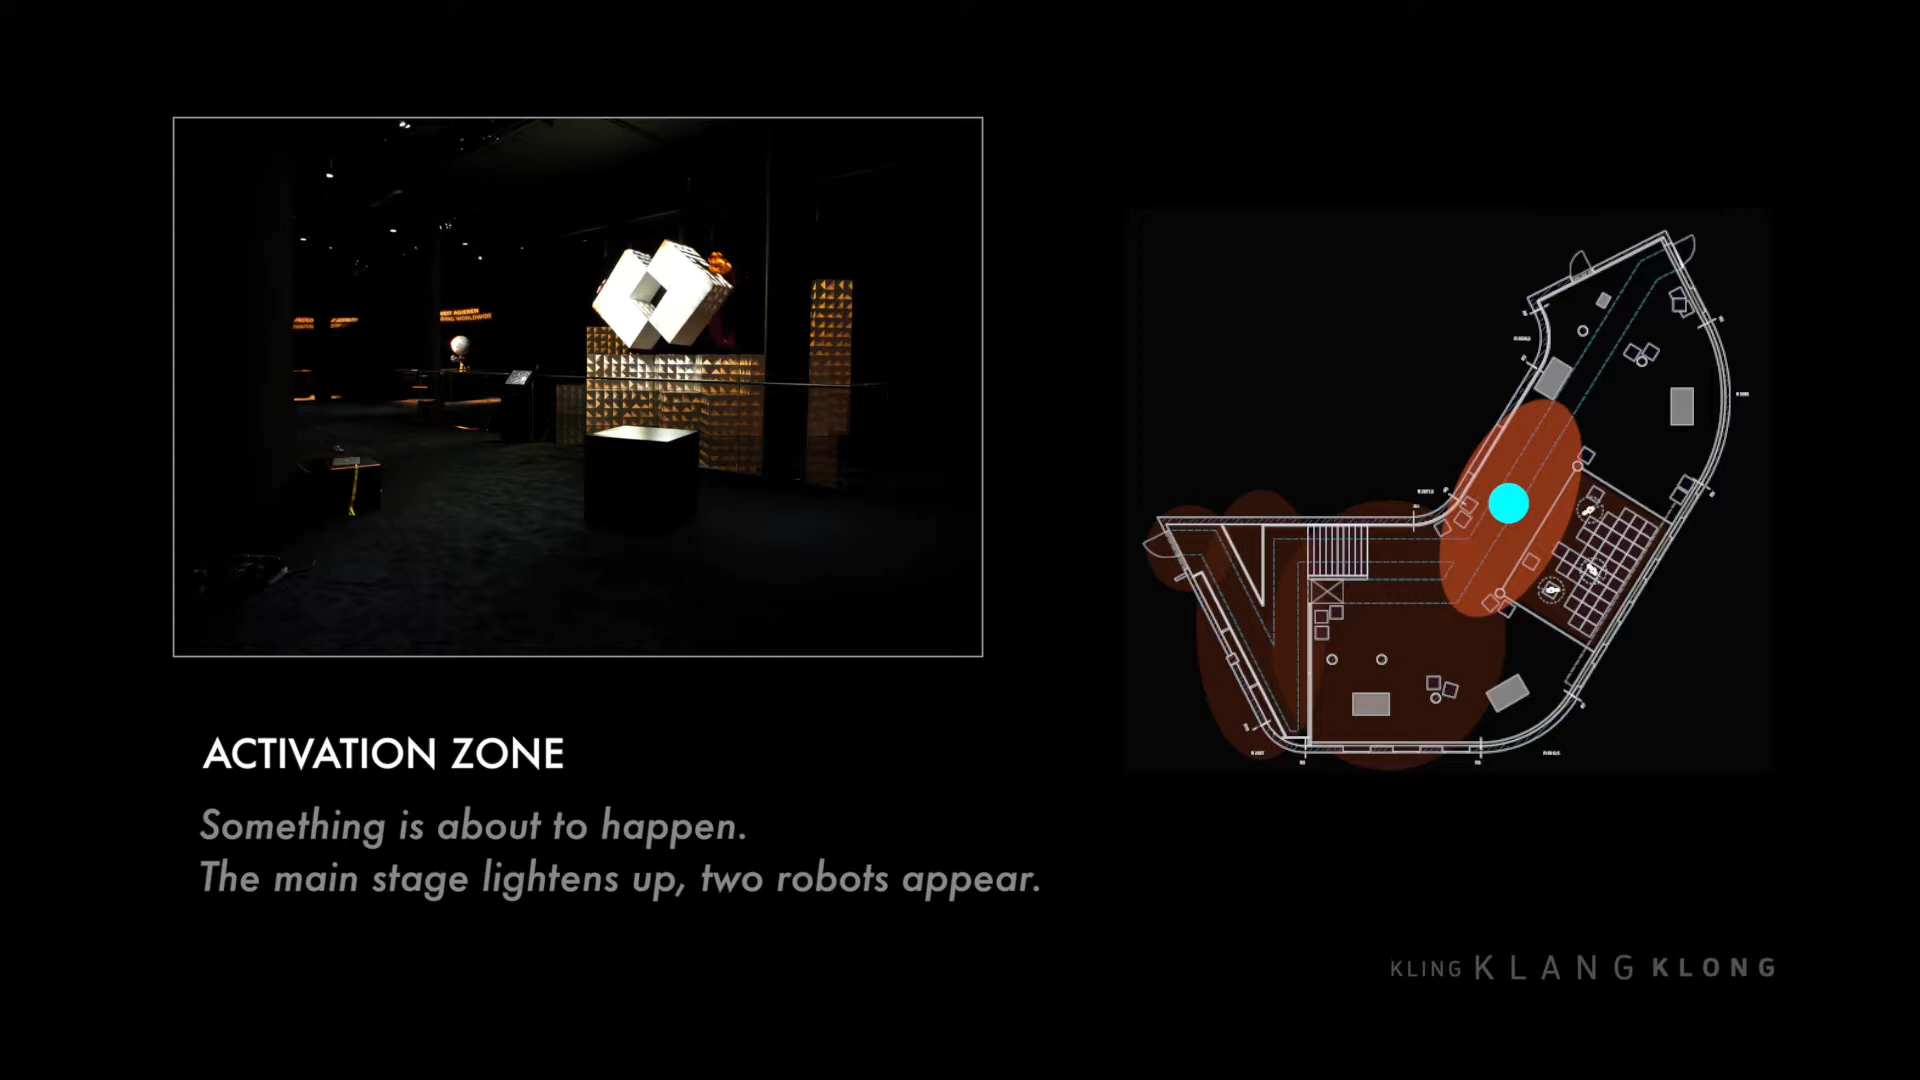 ACTIVATION ZONE
Something is about to happen.
The main stage lightens up, two robots appear.
KLING KLANG KLONG